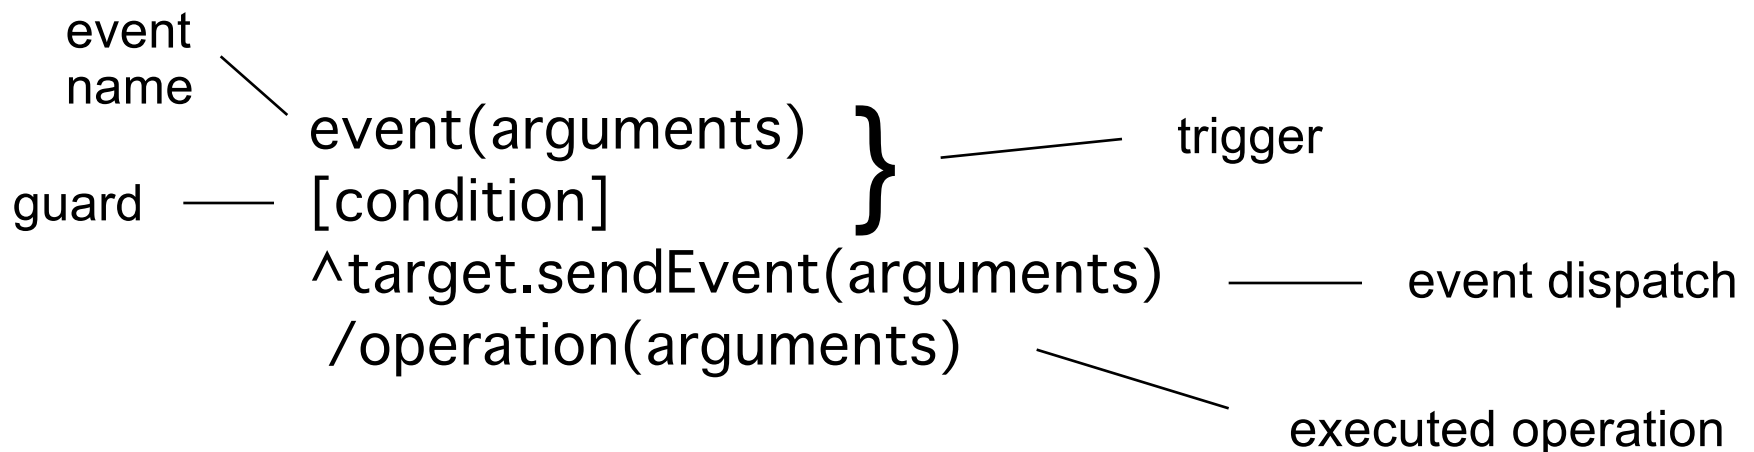 event
name
event(arguments)
}
trigger
guard
[condition]
^target.sendEvent(arguments)
event dispatch
/operation(arguments)
executed operation